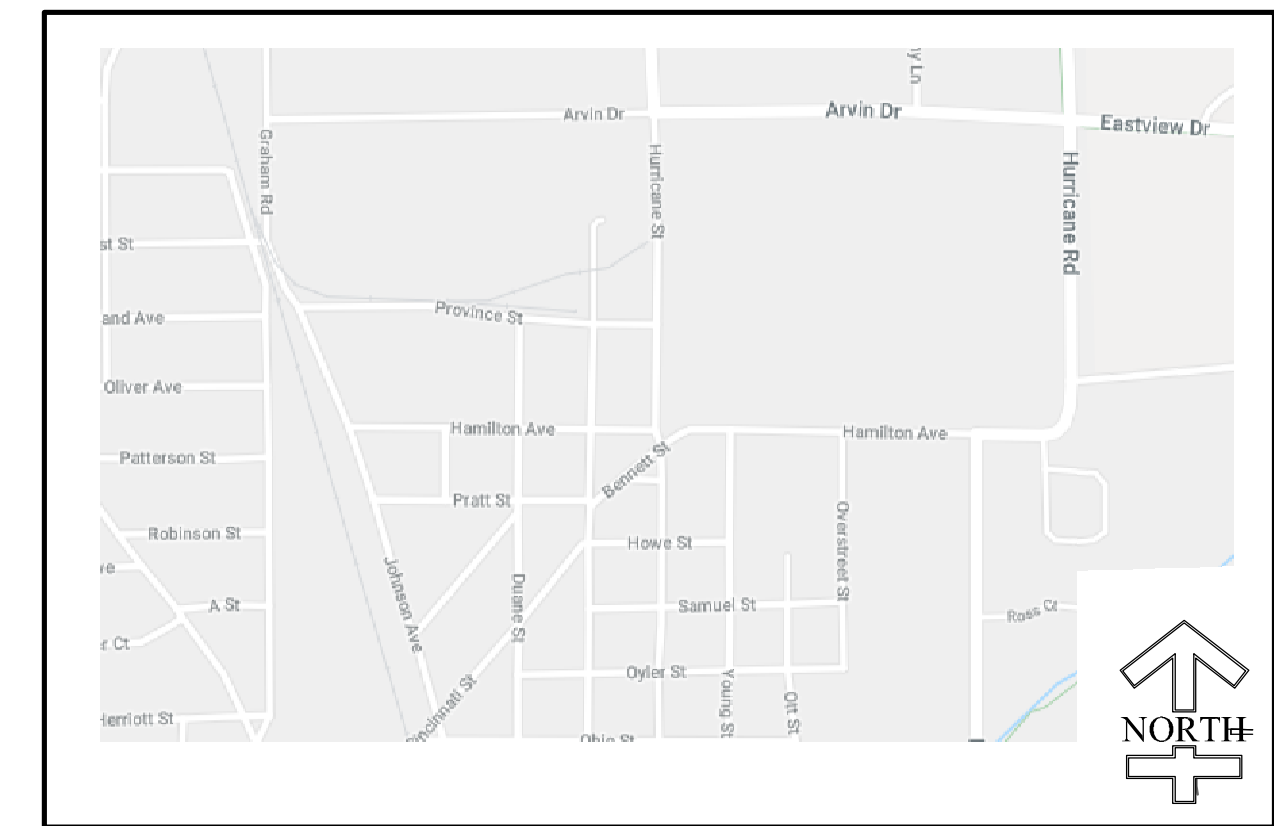 ny Ln
Arvin Dr
Arvin Dr
Eastview Dr
Graham Rd
Hurricane St
Hurricane Rd
st St
Province St
and Ave
Oliver Ave
Hamilton Ave
Hamilton Ave
Patterson St
Bennett St
Pratt St
Robinson St
Howe St
Overstreet St
Johnson Ave
Duane St
A St
Samuel St
Ross Ct
r Ct
Oyler St
Young St
Ott St
Cincinnati St
Herriott St
Ohio St
NORTH